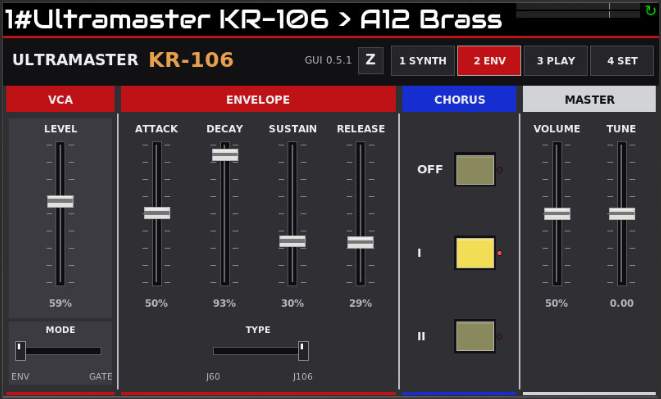 1#Ultramaster KR-106 > A12 Brass
ULTRAMASTER KR-106 GUI 0.5.1 Z 1 SYNTH 2 ENV 3 PLAY 4 SET
VCA ENVELOPE CHORUS MASTER
LEVEL ATTACK DECAY SUSTAIN RELEASE VOLUME TUNE
OFF
I
II
59% 50% 93% 30% 29% 50% 0.00
MODE TYPE
ENV GATE J60 J106